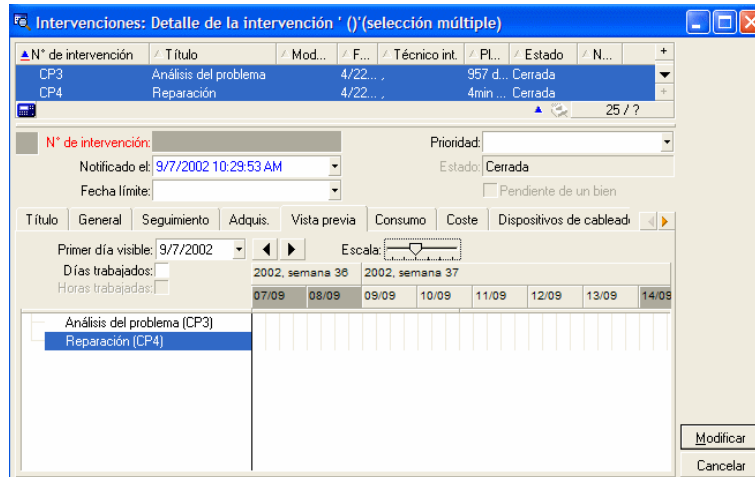 Intervenciones: Detalle de la intervención ' ()'(selección múltiple)
N° de intervención Título Mod... F... Técnico int. Pl... Estado N...
CP3 Análisis del problema 4/22... , 957 d... Cerrada
CP4 Reparación 4/22... , 4min ... Cerrada
25 / ?
N° de intervención: Prioridad:
Notificado el: 9/7/2002 10:29:53 AM Estado: Cerrada
Fecha límite: Pendiente de un bien
Título General Seguimiento Adquis. Vista previa Consumo Coste Dispositivos de cablead
Primer día visible: 9/7/2002 Escala:
Días trabajados: 2002, semana 36 2002, semana 37
Horas trabajadas:
07/09 08/09 09/09 10/09 11/09 12/09 13/09 14/09
Análisis del problema (CP3)
Reparación (CP4)
Modificar
Cancelar